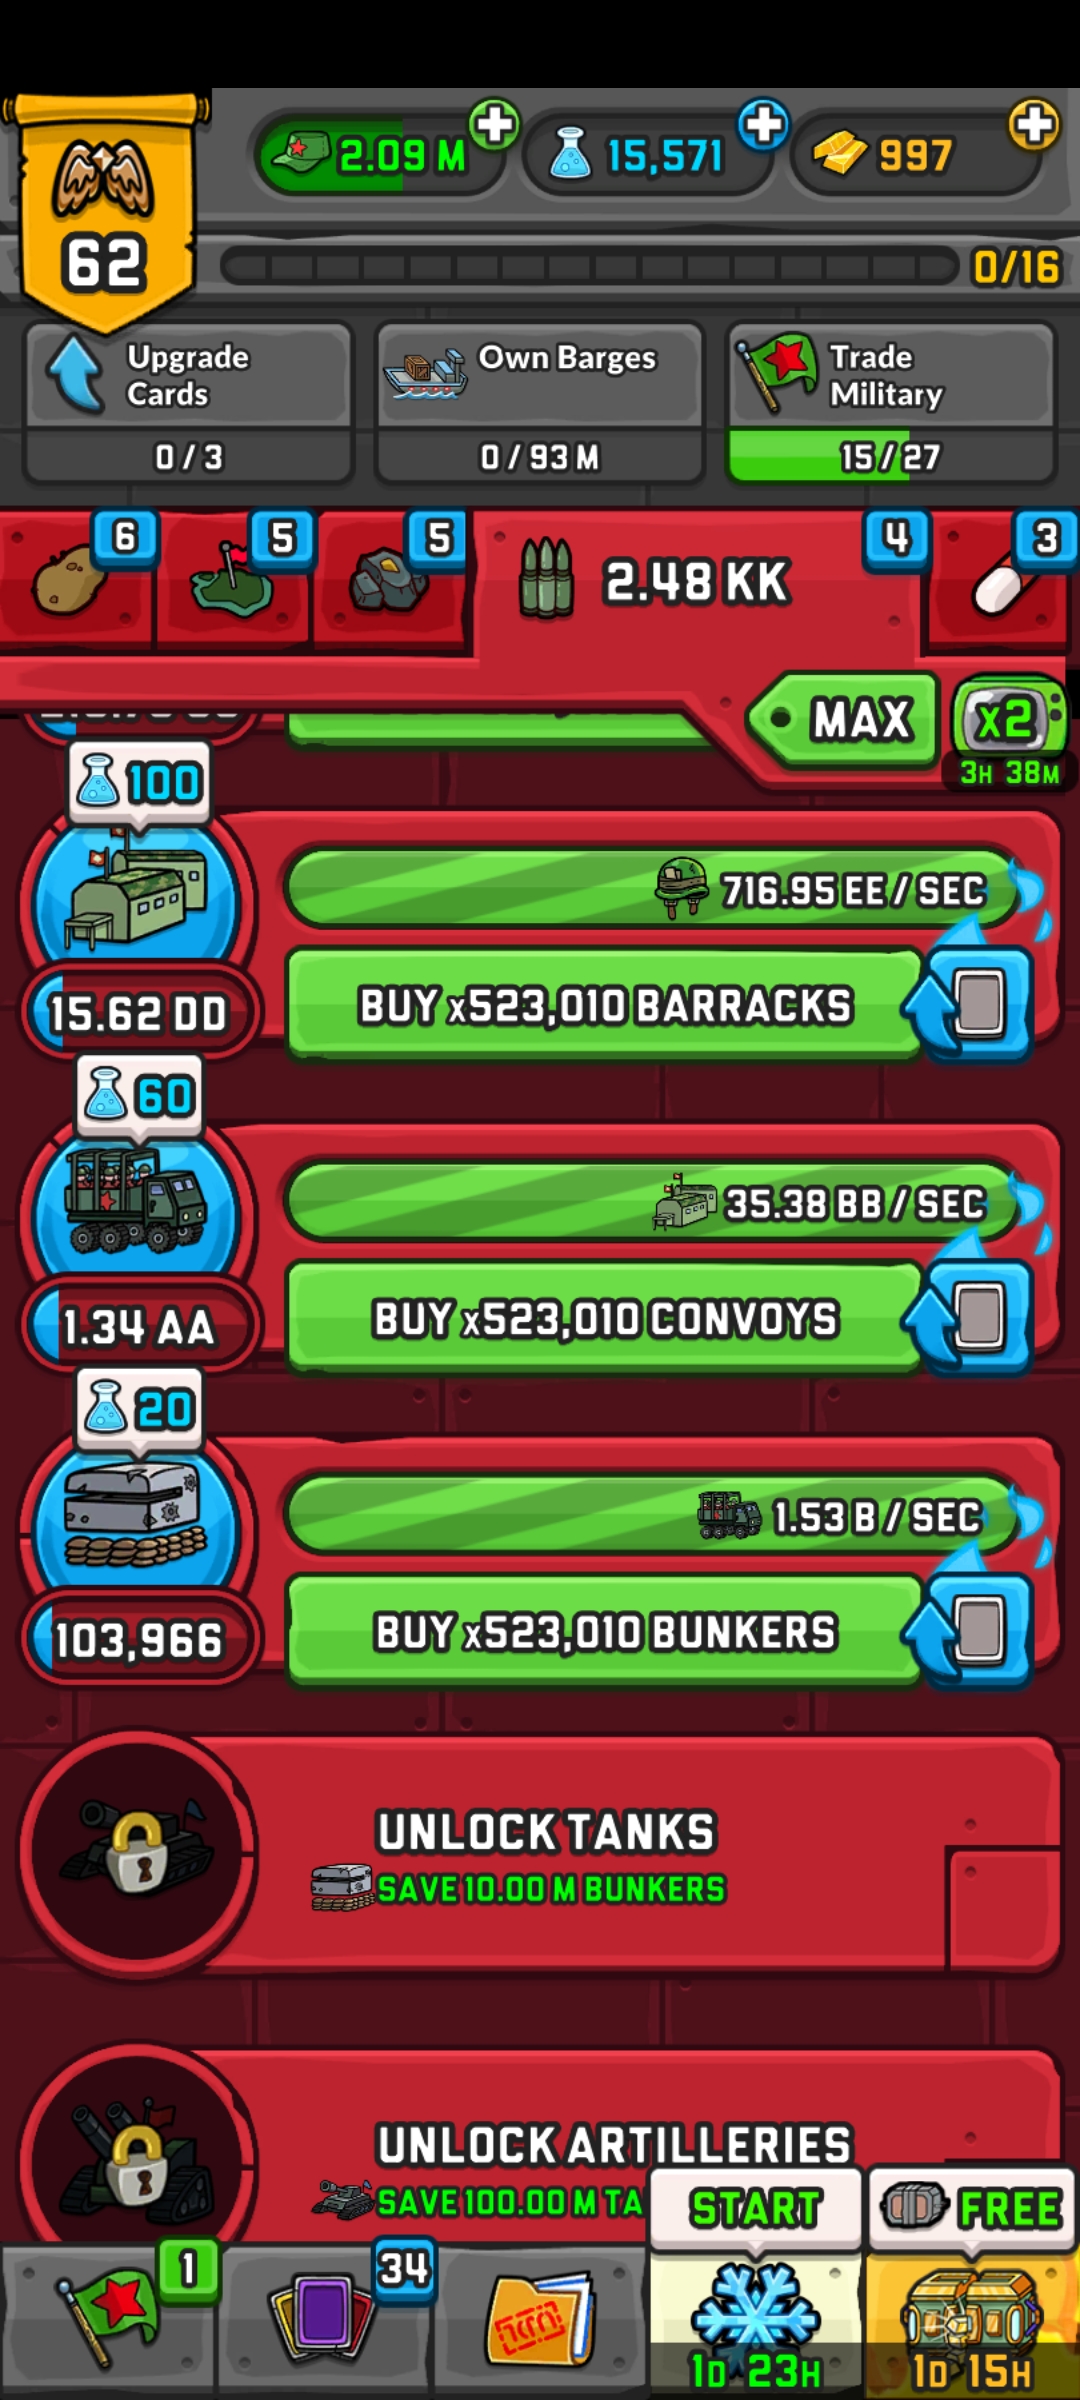 2.09 M
15,571
997
62
0/16
Upgrade
Cards
0 / 3
Own Barges
0 / 93 M
Trade
Military
15 / 27
6
5
5
2.48 KK
4
3
MAX
x2
3H 38M
100
716.95 EE / SEC
BUY x523,010 BARRACKS
15.62 DD
60
35.38 BB / SEC
BUY x523,010 CONVOYS
1.34 AA
20
1.53 B / SEC
BUY x523,010 BUNKERS
103,966
UNLOCK TANKS
SAVE 10.00 M BUNKERS
UNLOCK ARTILLERIES
SAVE 100.00 M TA
START
FREE
1
34
1D 23H
1D 15H